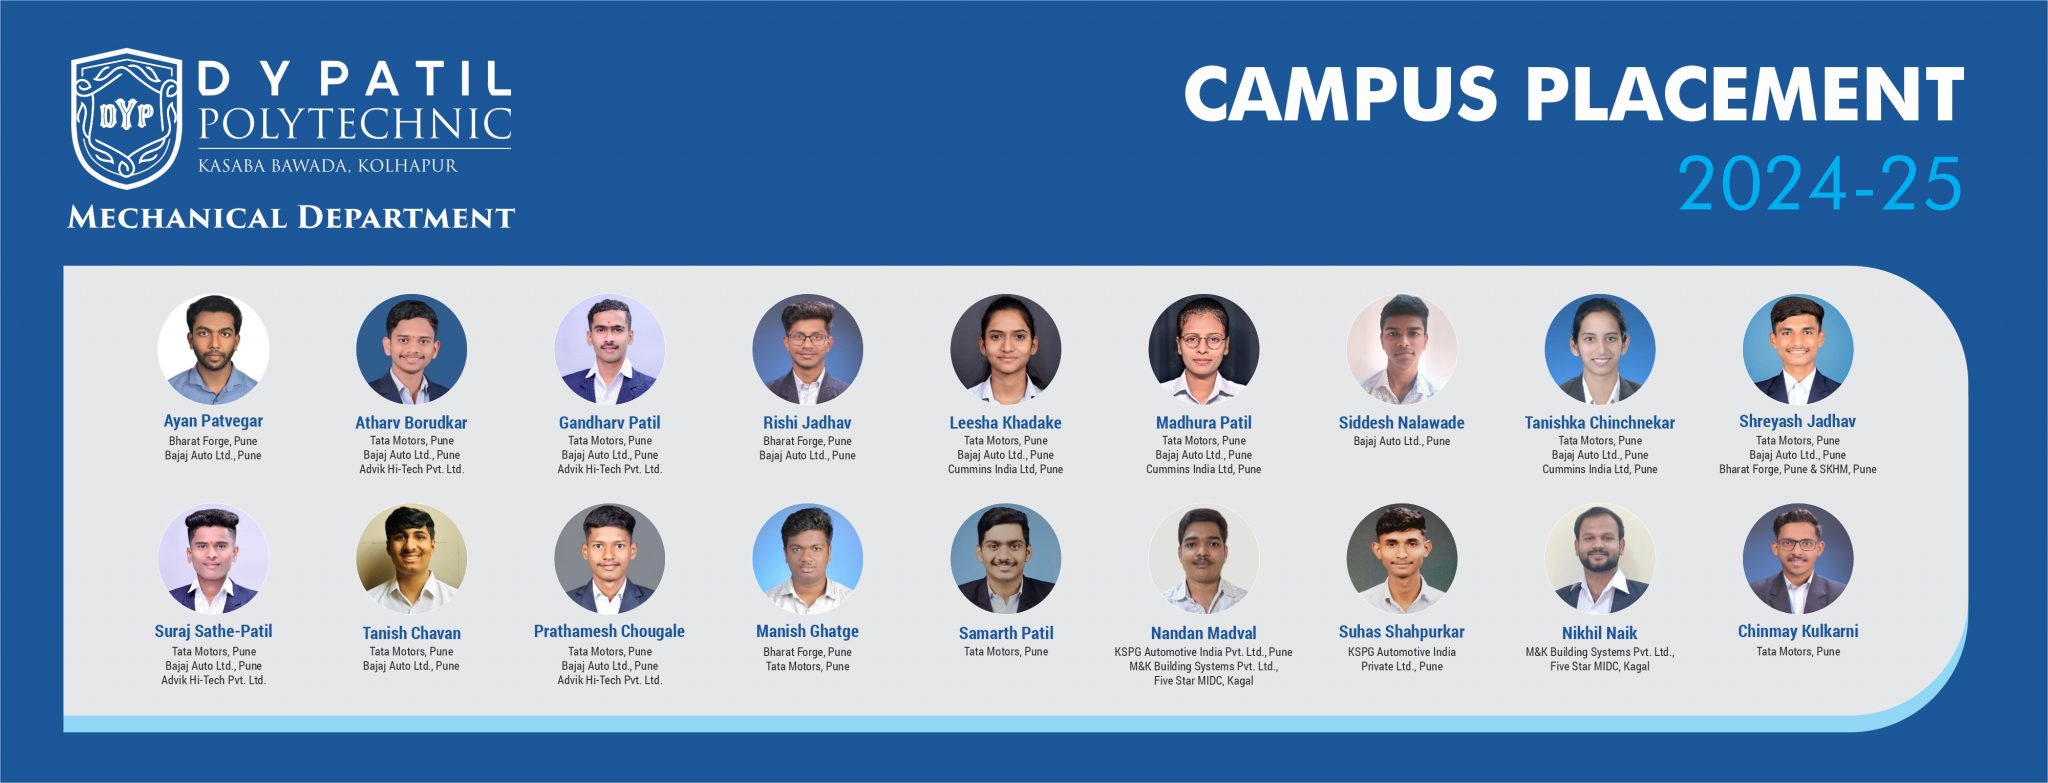 DYP
D Y PATIL
POLYTECHNIC
KASABA BAWADA, KOLHAPUR
MECHANICAL DEPARTMENT
CAMPUS PLACEMENT
2024-25
Ayan Patvegar
Bharat Forge, Pune
Bajaj Auto Ltd., Pune
Atharv Borudkar
Tata Motors, Pune
Bajaj Auto Ltd., Pune
Advik Hi-Tech Pvt. Ltd.
Gandharv Patil
Tata Motors, Pune
Bajaj Auto Ltd., Pune
Advik Hi-Tech Pvt. Ltd.
Rishi Jadhav
Bharat Forge, Pune
Bajaj Auto Ltd., Pune
Leesha Khadake
Tata Motors, Pune
Bajaj Auto Ltd., Pune
Cummins India Ltd, Pune
Madhura Patil
Tata Motors, Pune
Bajaj Auto Ltd., Pune
Cummins India Ltd, Pune
Siddesh Nalawade
Bajaj Auto Ltd., Pune
Tanishka Chinchnekar
Tata Motors, Pune
Bajaj Auto Ltd., Pune
Cummins India Ltd, Pune
Shreyash Jadhav
Tata Motors, Pune
Bajaj Auto Ltd., Pune
Bharat Forge, Pune & SKHM, Pune
Suraj Sathe-Patil
Tata Motors, Pune
Bajaj Auto Ltd., Pune
Advik Hi-Tech Pvt. Ltd.
Tanish Chavan
Tata Motors, Pune
Bajaj Auto Ltd., Pune
Prathamesh Chougale
Tata Motors, Pune
Bajaj Auto Ltd., Pune
Advik Hi-Tech Pvt. Ltd.
Manish Ghatge
Bharat Forge, Pune
Tata Motors, Pune
Samarth Patil
Tata Motors, Pune
Nandan Madval
KSPG Automotive India Pvt. Ltd., Pune
M&K Building Systems Pvt. Ltd.,
Five Star MIDC, Kagal
Suhas Shahpurkar
KSPG Automotive India
Private Ltd., Pune
Nikhil Naik
M&K Building Systems Pvt. Ltd.,
Five Star MIDC, Kagal
Chinmay Kulkarni
Tata Motors, Pune